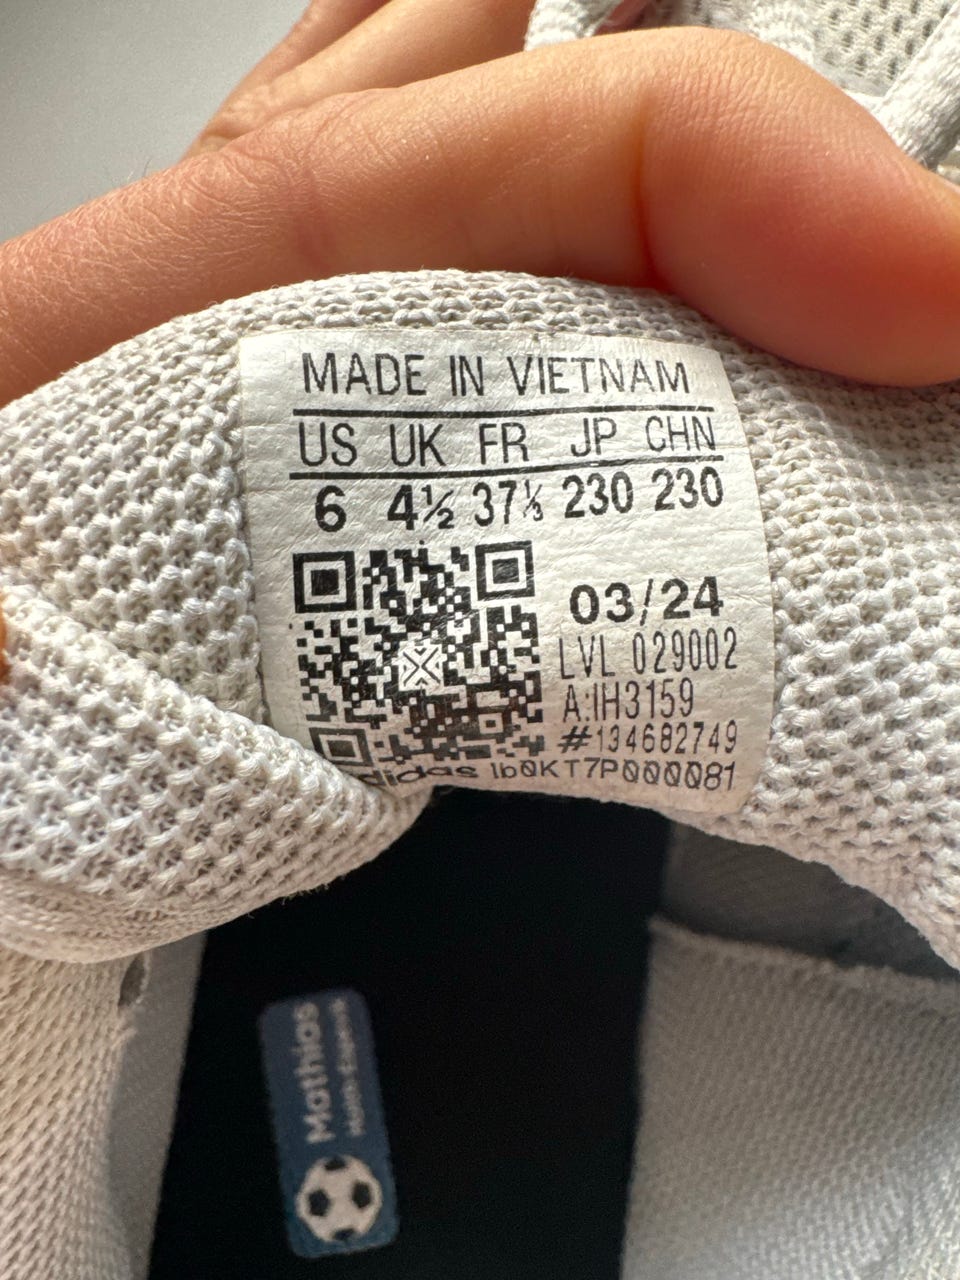 MADE IN VIETNAM
US UK FR JP CHN
6 4½ 37⅓ 230 230
03/24
LVL 029002
A:IH3159
#134682749
adidas 1b0KT7P000081
Mathias